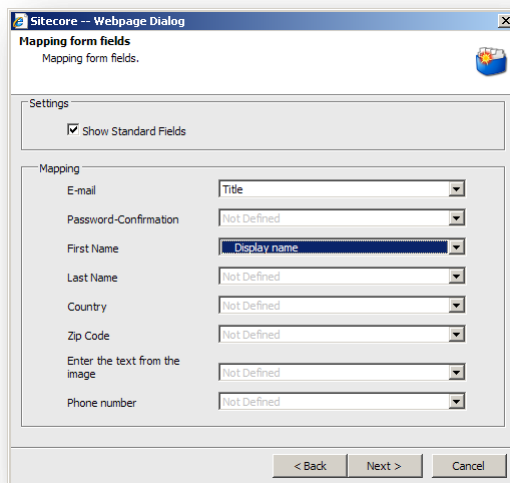 Sitecore -- Webpage Dialog
Mapping form fields
Mapping form fields.
Settings
Show Standard Fields
Mapping
E-mail
Title
Password-Confirmation
Not Defined
First Name
Display name
Last Name
Not Defined
Country
Not Defined
Zip Code
Not Defined
Enter the text from the
image
Not Defined
Phone number
Not Defined
< Back
Next >
Cancel